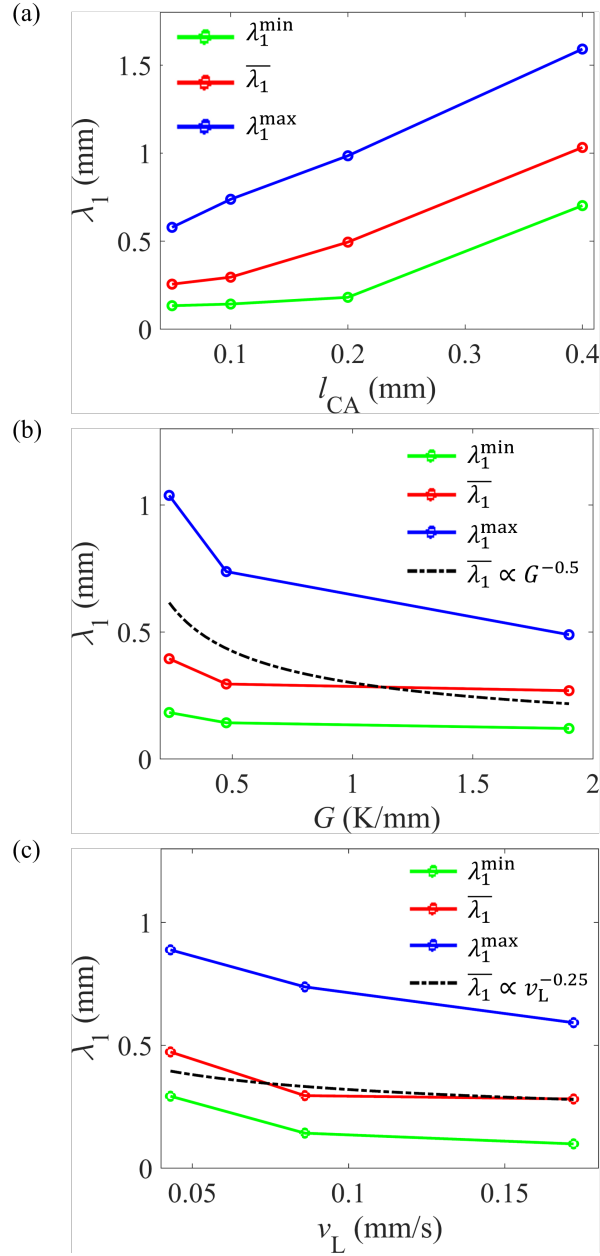 (a)
λ₁ᵐⁱⁿ
λ̅₁
λ₁ᵐᵃˣ
1.5
1
0.5
0
λ₁ (mm)
0.1 0.2 0.3 0.4
l_CA (mm)
(b)
λ₁ᵐⁱⁿ
λ̅₁
λ₁ᵐᵃˣ
λ̅₁ ∝ G⁻⁰·⁵
1
0.5
0
λ₁ (mm)
0.5 1 1.5 2
G (K/mm)
(c)
λ₁ᵐⁱⁿ
λ̅₁
λ₁ᵐᵃˣ
λ̅₁ ∝ v_L⁻⁰·²⁵
1
0.5
0
λ₁ (mm)
0.05 0.1 0.15
v_L (mm/s)